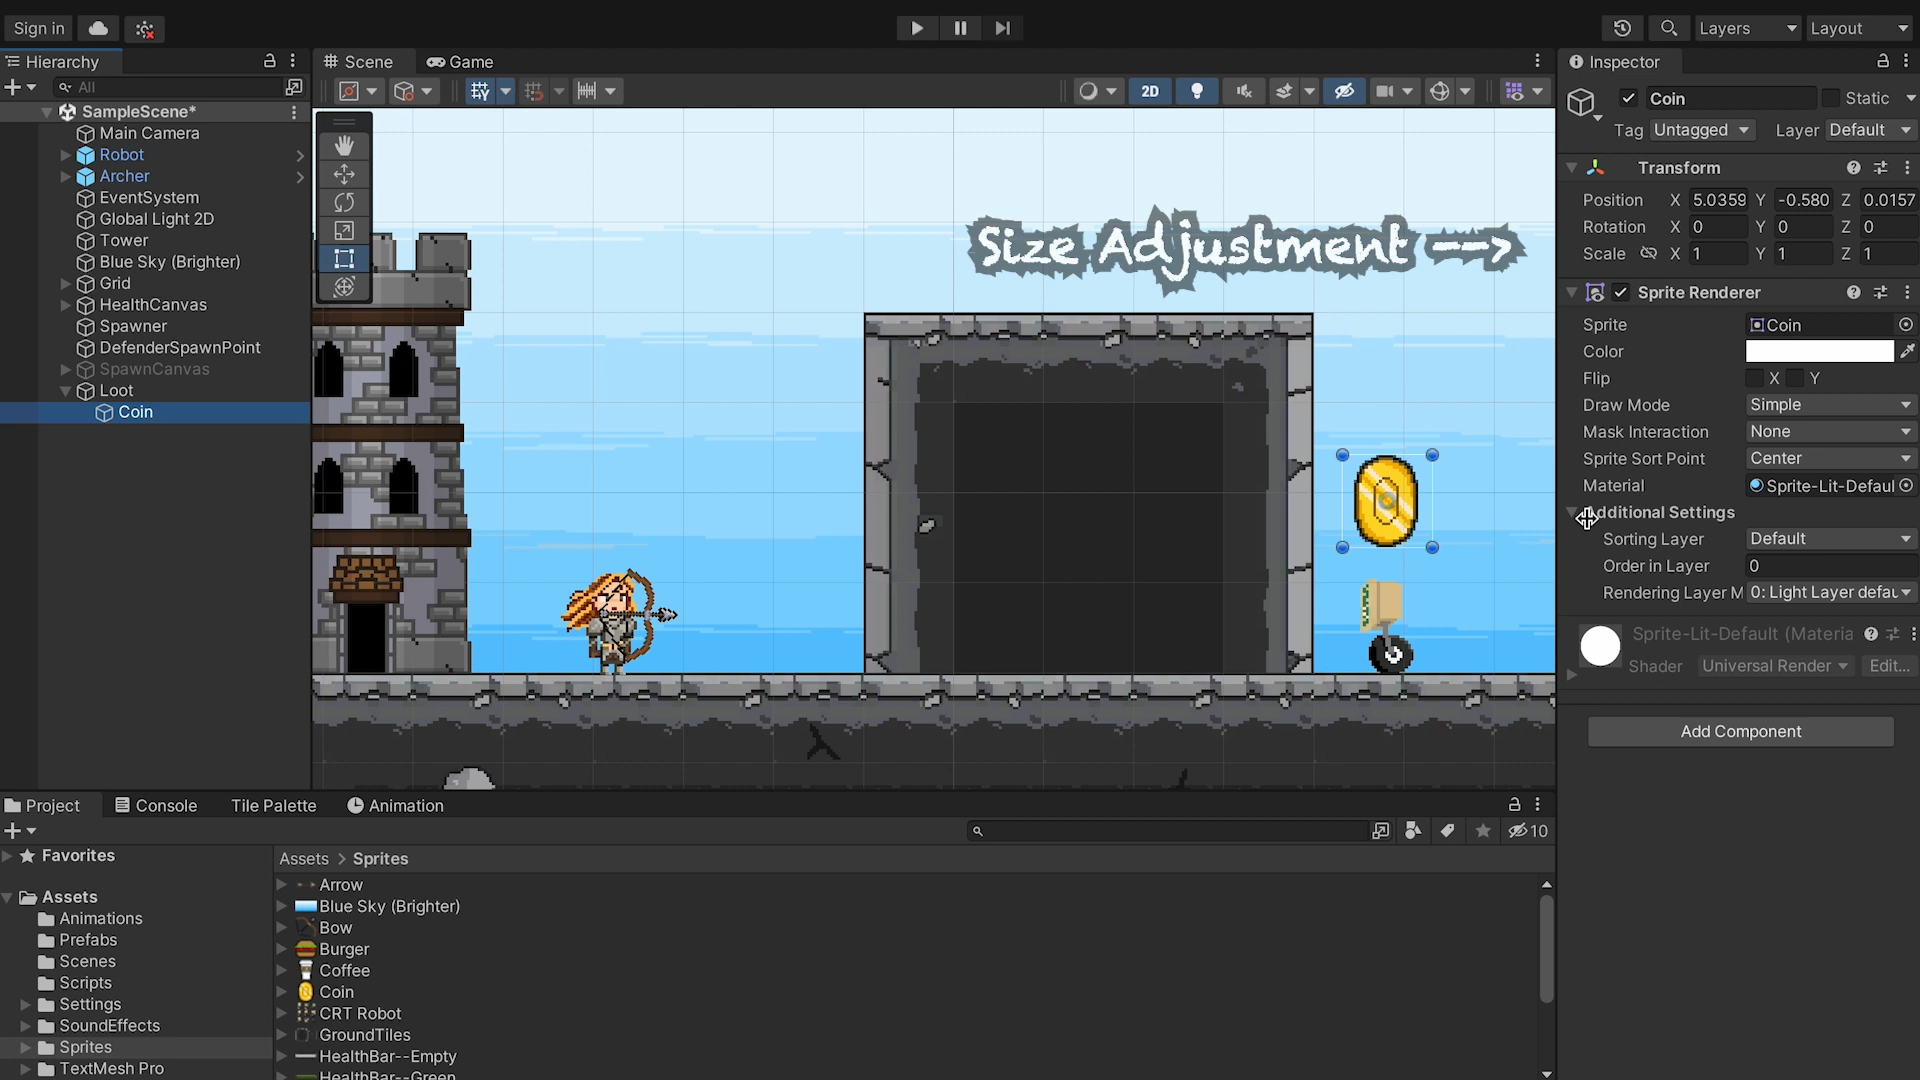 Sign in
Layers
Layout
Hierarchy
Scene
Game
Inspector
All
2D
Coin
Static
SampleScene*
Main Camera
Robot
Archer
EventSystem
Global Light 2D
Tower
Blue Sky (Brighter)
Grid
HealthCanvas
Spawner
DefenderSpawnPoint
SpawnCanvas
Loot
Coin
Size Adjustment -->
Tag Untagged Layer Default
Transform
Position X 5.0359 Y -0.580 Z 0.0157
Rotation X 0 Y 0 Z 0
Scale X 1 Y 1 Z 1
Sprite Renderer
Sprite Coin
Color
Flip X Y
Draw Mode Simple
Mask Interaction None
Sprite Sort Point Center
Material Sprite-Lit-Defaul
Additional Settings
Sorting Layer Default
Order in Layer 0
Rendering Layer M 0: Light Layer defau
Sprite-Lit-Default (Materia
Shader Universal Render Edit...
Add Component
Project
Console
Tile Palette
Animation
10
Favorites
Assets
Animations
Prefabs
Scenes
Scripts
Settings
SoundEffects
Sprites
TextMesh Pro
Assets > Sprites
Arrow
Blue Sky (Brighter)
Bow
Burger
Coffee
Coin
CRT Robot
GroundTiles
HealthBar--Empty
HealthBar--Green